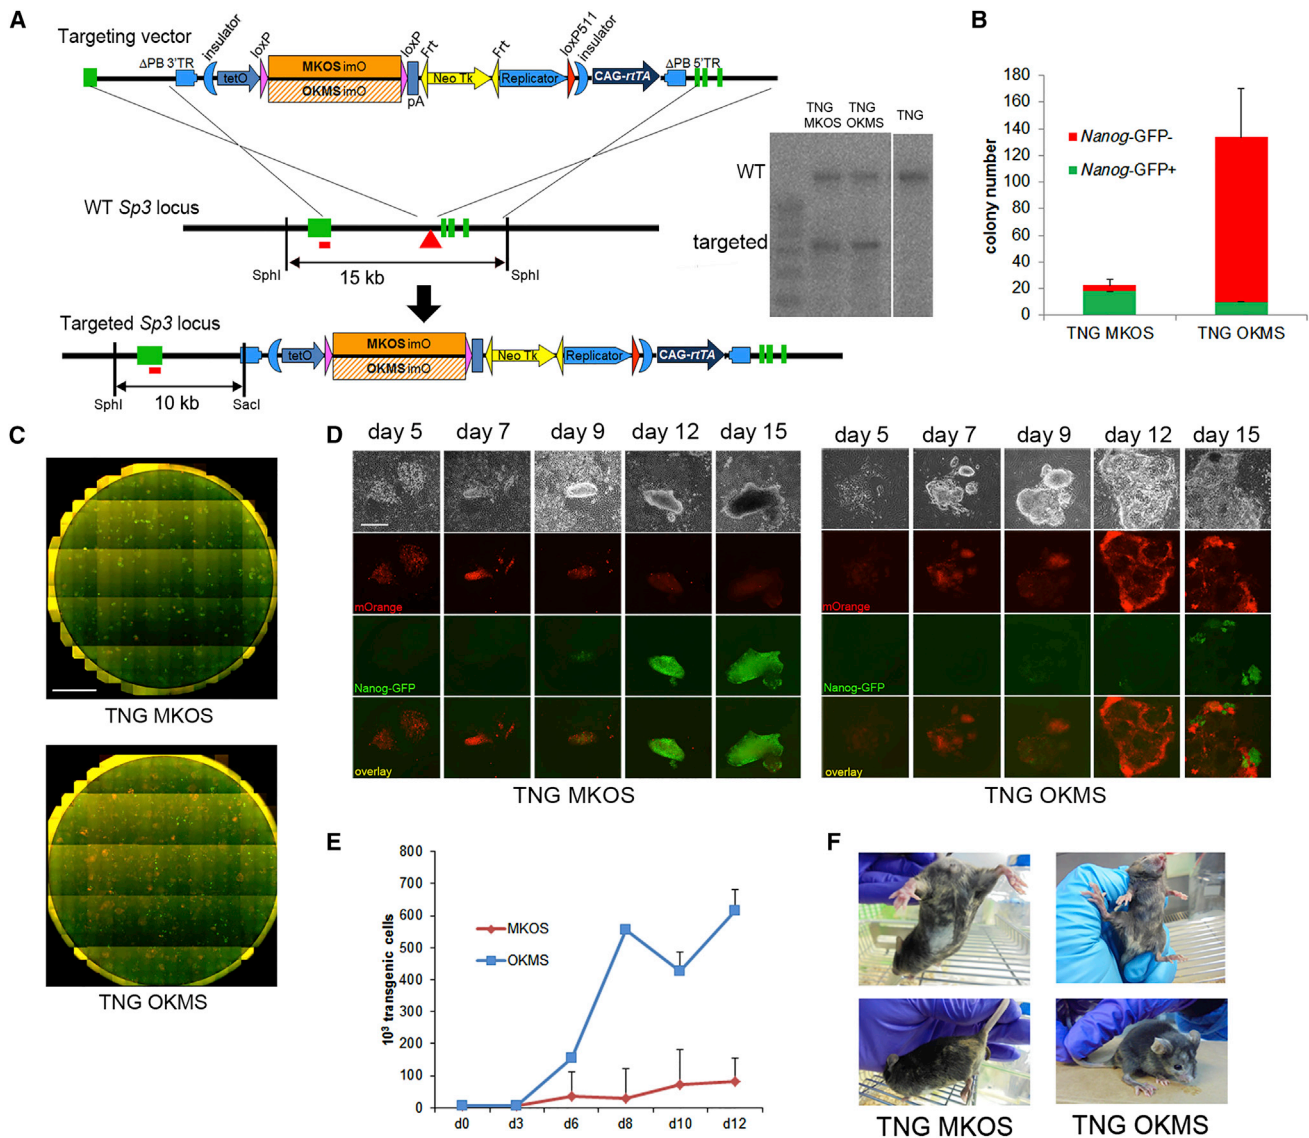 A
Targeting vector
ΔPB 3'TR
insulator
loxP
tetO
MKOS imO
OKMS imO
loxP
Frt
pA
Neo Tk
Frt
Replicator
loxP511
insulator
CAG-rtTA
ΔPB 5'TR
WT Sp3 locus
SphI
15 kb
SphI
Targeted Sp3 locus
tetO
MKOS imO
OKMS imO
Neo Tk
Replicator
CAG-rtTA
SphI
10 kb
SacI
TNG MKOS
TNG OKMS
TNG
WT
targeted
B
colony number
180
160
140
120
100
80
60
40
20
0
Nanog-GFP-
Nanog-GFP+
TNG MKOS
TNG OKMS
C
TNG MKOS
TNG OKMS
D
day 5
day 7
day 9
day 12
day 15
mOrange
Nanog-GFP
overlay
TNG MKOS
day 5
day 7
day 9
day 12
day 15
mOrange
Nanog-GFP
overlay
TNG OKMS
E
10³ transgenic cells
800
700
600
500
400
300
200
100
0
MKOS
OKMS
d0
d3
d6
d8
d10
d12
F
TNG MKOS
TNG OKMS